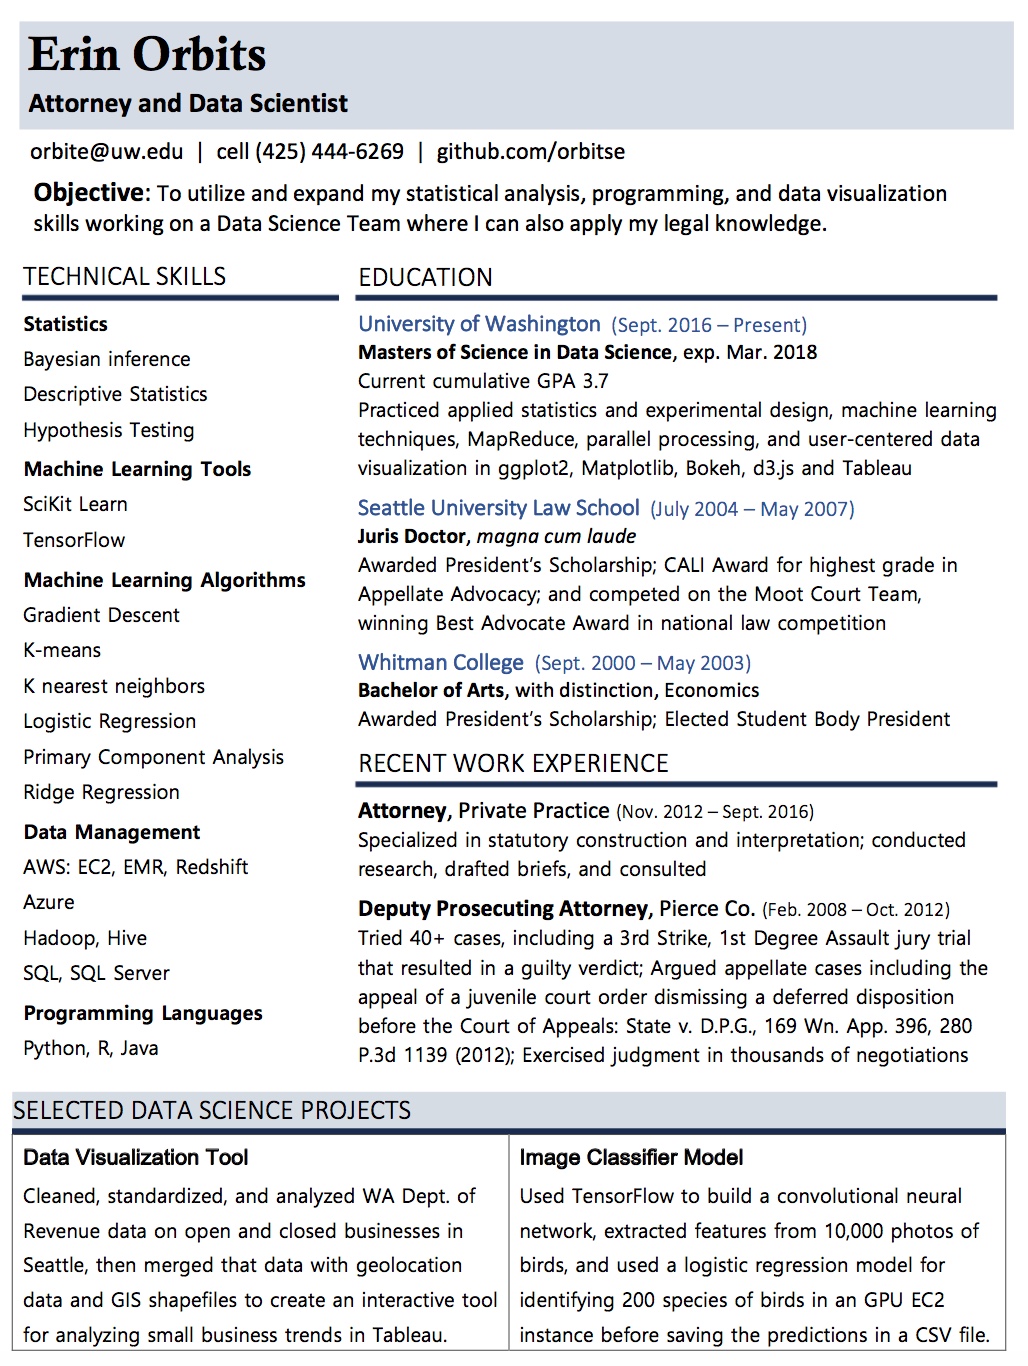 Erin Orbits
Attorney and Data Scientist
orbite@uw.edu | cell (425) 444-6269 | github.com/orbitse
Objective: To utilize and expand my statistical analysis, programming, and data visualization
skills working on a Data Science Team where I can also apply my legal knowledge.
TECHNICAL SKILLS
Statistics
Bayesian inference
Descriptive Statistics
Hypothesis Testing
Machine Learning Tools
SciKit Learn
TensorFlow
Machine Learning Algorithms
Gradient Descent
K-means
K nearest neighbors
Logistic Regression
Primary Component Analysis
Ridge Regression
Data Management
AWS: EC2, EMR, Redshift
Azure
Hadoop, Hive
SQL, SQL Server
Programming Languages
Python, R, Java
EDUCATION
University of Washington (Sept. 2016 – Present)
Masters of Science in Data Science, exp. Mar. 2018
Current cumulative GPA 3.7
Practiced applied statistics and experimental design, machine learning
techniques, MapReduce, parallel processing, and user-centered data
visualization in ggplot2, Matplotlib, Bokeh, d3.js and Tableau
Seattle University Law School (July 2004 – May 2007)
Juris Doctor, magna cum laude
Awarded President's Scholarship; CALI Award for highest grade in
Appellate Advocacy; and competed on the Moot Court Team,
winning Best Advocate Award in national law competition
Whitman College (Sept. 2000 – May 2003)
Bachelor of Arts, with distinction, Economics
Awarded President's Scholarship; Elected Student Body President
RECENT WORK EXPERIENCE
Attorney, Private Practice (Nov. 2012 – Sept. 2016)
Specialized in statutory construction and interpretation; conducted
research, drafted briefs, and consulted
Deputy Prosecuting Attorney, Pierce Co. (Feb. 2008 – Oct. 2012)
Tried 40+ cases, including a 3rd Strike, 1st Degree Assault jury trial
that resulted in a guilty verdict; Argued appellate cases including the
appeal of a juvenile court order dismissing a deferred disposition
before the Court of Appeals: State v. D.P.G., 169 Wn. App. 396, 280
P.3d 1139 (2012); Exercised judgment in thousands of negotiations
SELECTED DATA SCIENCE PROJECTS
Data Visualization Tool
Cleaned, standardized, and analyzed WA Dept. of
Revenue data on open and closed businesses in
Seattle, then merged that data with geolocation
data and GIS shapefiles to create an interactive tool
for analyzing small business trends in Tableau.
Image Classifier Model
Used TensorFlow to build a convolutional neural
network, extracted features from 10,000 photos of
birds, and used a logistic regression model for
identifying 200 species of birds in an GPU EC2
instance before saving the predictions in a CSV file.